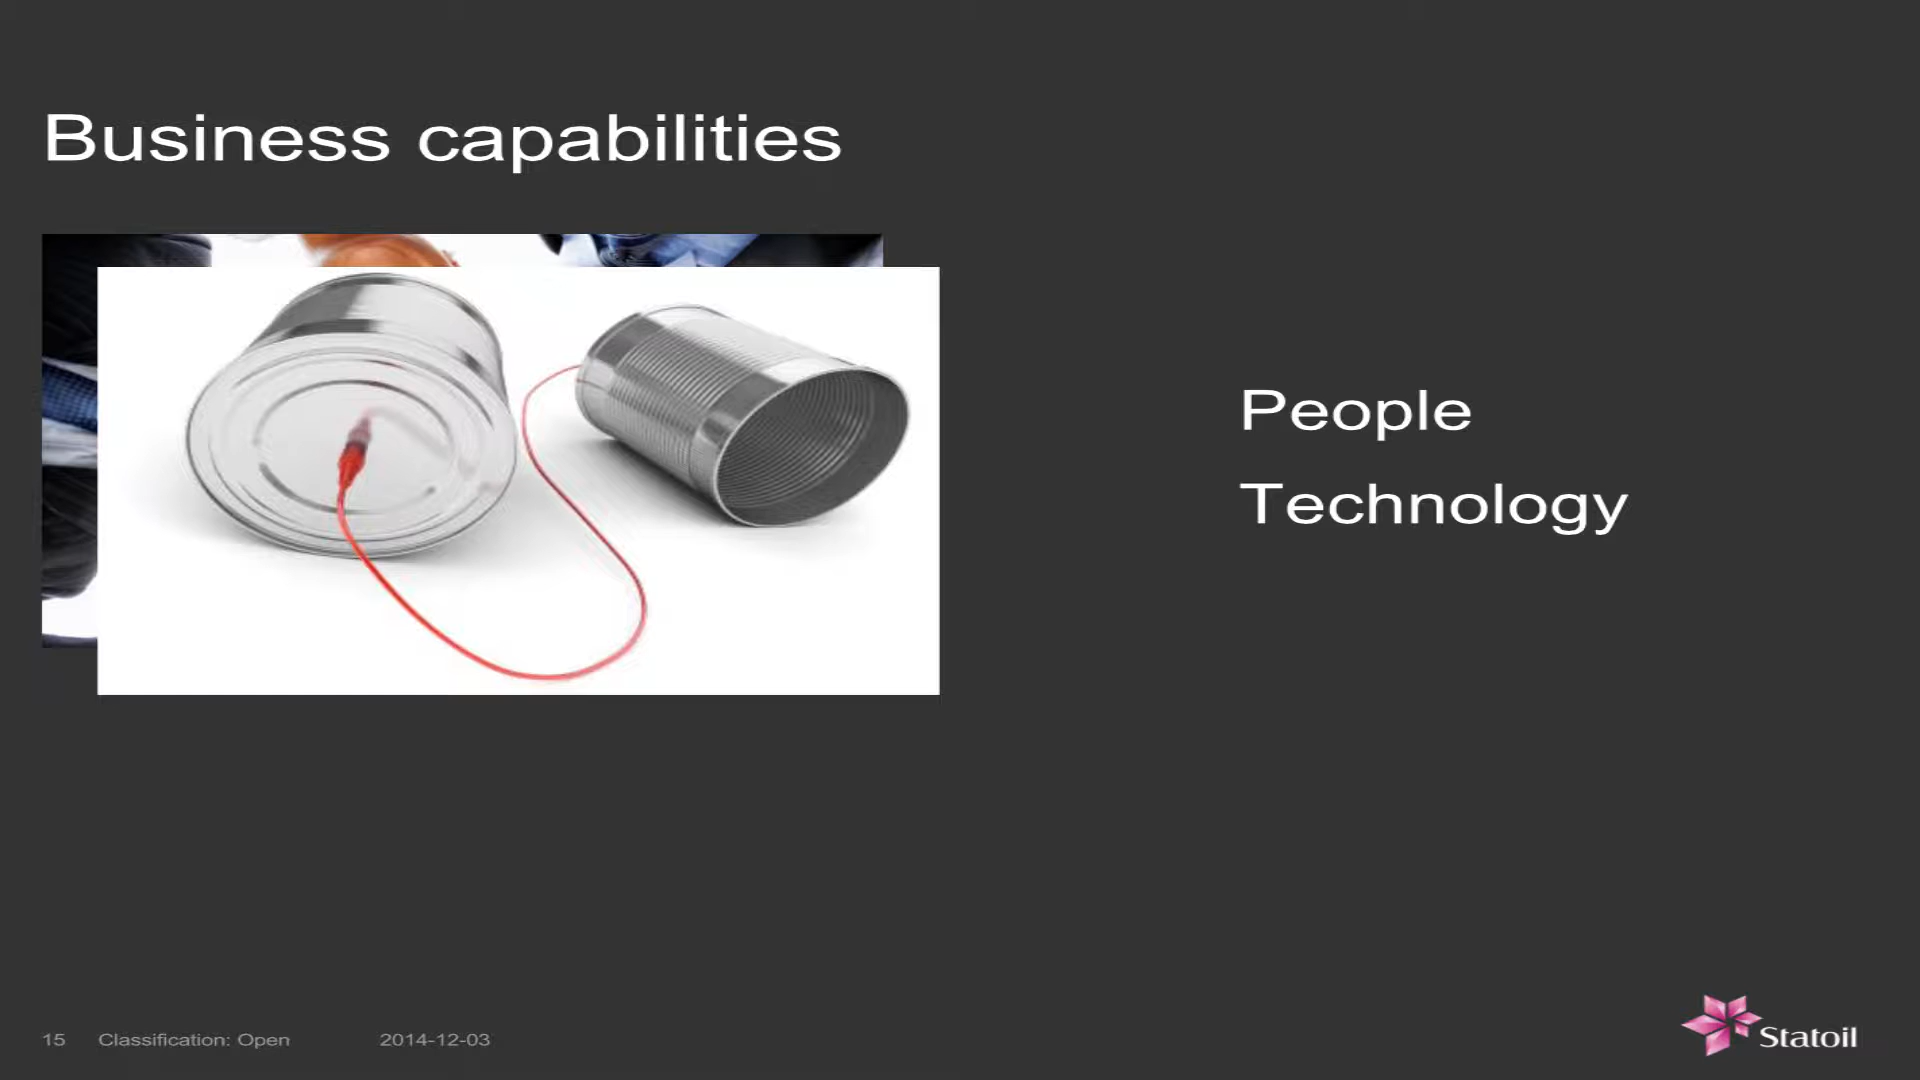 Business capabilities
People
Technology
15 Classification: Open 2014-12-03
Statoil